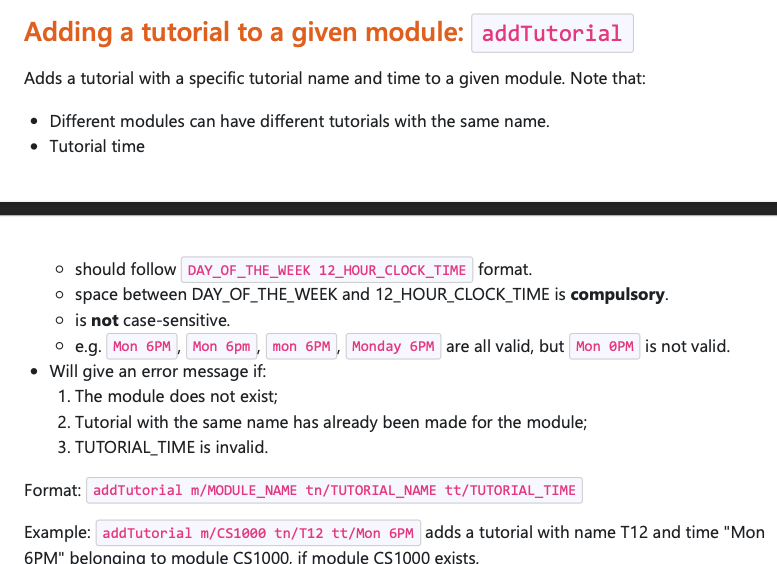 Adding a tutorial to a given module: addTutorial
Adds a tutorial with a specific tutorial name and time to a given module. Note that:
• Different modules can have different tutorials with the same name.
• Tutorial time
○ should follow DAY_OF_THE_WEEK 12_HOUR_CLOCK_TIME format.
○ space between DAY_OF_THE_WEEK and 12_HOUR_CLOCK_TIME is compulsory.
○ is not case-sensitive.
○ e.g. Mon 6PM, Mon 6pm, mon 6PM, Monday 6PM are all valid, but Mon 0PM is not valid.
• Will give an error message if:
1. The module does not exist;
2. Tutorial with the same name has already been made for the module;
3. TUTORIAL_TIME is invalid.
Format: addTutorial m/MODULE_NAME tn/TUTORIAL_NAME tt/TUTORIAL_TIME
Example: addTutorial m/CS1000 tn/T12 tt/Mon 6PM adds a tutorial with name T12 and time "Mon
6PM" belonging to module CS1000, if module CS1000 exists.